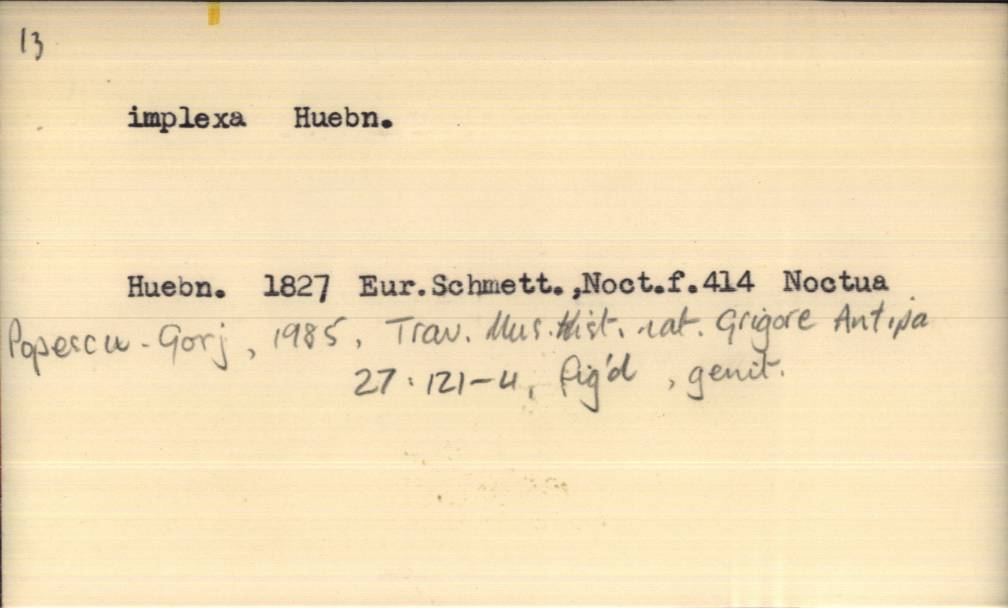 13
implexa Huebn.
Huebn. 1827 Eur.Schmett.,Noct.f.414 Noctua
Popescu-Gorj, 1985, Trav. Mus. Hist. nat. Grigore Antipa
27:121-4, fig'd, genit.